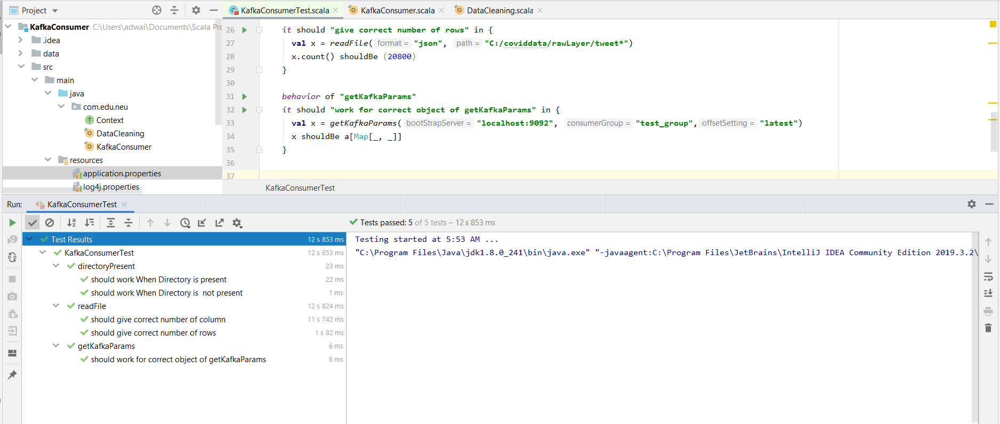 Project
KafkaConsumer C:\Users\adwai\Documents\Scala Prc
.idea
data
src
main
java
com.edu.neu
Context
DataCleaning
KafkaConsumer
resources
application.properties
log4j.properties
KafkaConsumerTest.scala KafkaConsumer.scala DataCleaning.scala
26 it should "give correct number of rows" in {
27 val x = readFile( format = "json", path = "C:/coviddata/rawLayer/tweet*")
28 x.count() shouldBe (20800)
29 }
30
31 behavior of "getKafkaParams"
32 it should "work for correct object of getKafkaParams" in {
33 val x = getKafkaParams( bootStrapServer = "localhost:9092", consumerGroup = "test_group", offsetSetting = "latest")
34 x shouldBe a[Map[_, _]]
35 }
36
37
KafkaConsumerTest
Run: KafkaConsumerTest
Tests passed: 5 of 5 tests – 12 s 853 ms
Test Results 12 s 853 ms
KafkaConsumerTest 12 s 853 ms
directoryPresent 23 ms
should work When Directory is present 22 ms
should work When Directory is  not present 1 ms
readFile 12 s 824 ms
should give correct number of column 11 s 742 ms
should give correct number of rows 1 s 82 ms
getKafkaParams 6 ms
should work for correct object of getKafkaParams 6 ms
Testing started at 5:53 AM ...
"C:\Program Files\Java\jdk1.8.0_241\bin\java.exe" "-javaagent:C:\Program Files\JetBrains\IntelliJ IDEA Community Edition 2019.3.2\